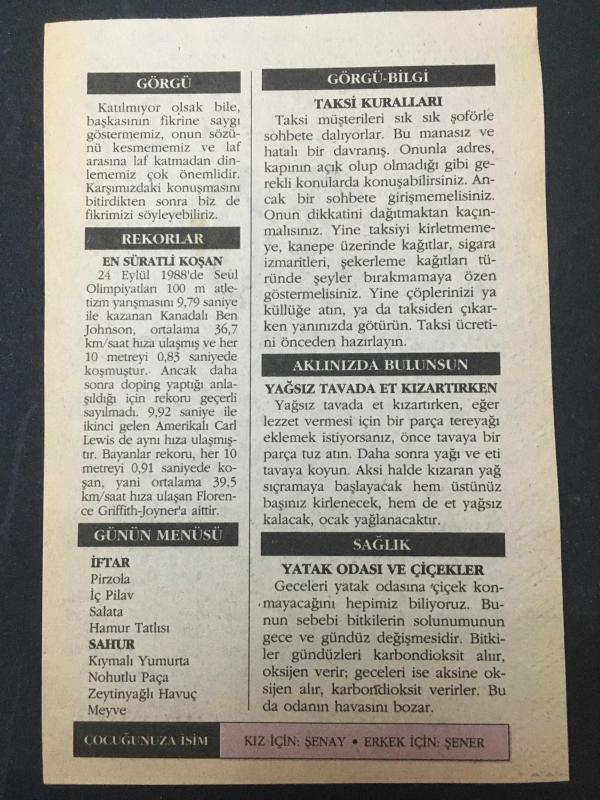 GÖRGÜ
Katılmıyor olsak bile,
başkasının fikrine saygı
göstermemiz, onun sözü-
nü kesmememiz ve laf
arasına laf katmadan din-
lememiz çok önemlidir.
Karşımızdaki konuşmasını
bitirdikten sonra biz de
fikrimizi söyleyebiliriz.
REKORLAR
EN SÜRATLİ KOŞAN
24 Eylül 1988'de Seul
Olimpiyatları 100 m atle-
tizm yarışmasını 9,79 saniye
ile kazanan Kanadalı Ben
Johnson, ortalama 36,7
km/saat hıza ulaşmış ve her
10 metreyi 0,83 saniyede
koşmuştur. Ancak daha
sonra doping yaptığı anla-
şıldığı için rekoru geçerli
sayılmadı. 9,92 saniye ile
ikinci gelen Amerikalı Carl
Lewis de aynı hıza ulaşmış-
tır. Bayanlar rekoru, her 10
metreyi 0,91 saniyede ko-
şan, yani ortalama 39,5
km/saat hıza ulaşan Floren-
ce Griffith-Joyner'a aittir.
GÜNÜN MENÜSÜ
İFTAR
Pirzola
İç Pilav
Salata
Hamur Tatlısı
SAHUR
Kıymalı Yumurta
Nohutlu Paça
Zeytinyağlı Havuç
Meyve
GÖRGÜ-BİLGİ
TAKSİ KURALLARI
Taksi müşterileri sık sık şoförle
sohbete dalıyorlar. Bu manasız ve
hatalı bir davranış. Onunla adres,
kapının açık olup olmadığı gibi ge-
rekli konularda konuşabilirsiniz. An-
cak bir sohbete girişmemelisiniz.
Onun dikkatini dağıtmaktan kaçın-
malısınız. Yine taksiyi kirletmeme-
ye, kanepe üzerinde kağıtlar, sigara
izmaritleri, şekerleme kağıtları tü-
ründe şeyler bırakmamaya özen
göstermelisiniz. Yine çöplerinizi ya
küllüğe atın, ya da taksiden çıkar-
ken yanınızda götürün. Taksi ücreti-
ni önceden hazırlayın.
AKLINIZDA BULUNSUN
YAĞSIZ TAVADA ET KIZARTIRKEN
Yağsız tavada et kızartırken, eğer
lezzet vermesi için bir parça tereyağı
eklemek istiyorsanız, önce tavaya bir
parça tuz atın. Daha sonra yağı ve eti
tavaya koyun. Aksi halde kızaran yağ
sıçramaya başlayacak hem üstünüz
başınız kirlenecek, hem de et yağsız
kalacak, ocak yağlanacaktır.
SAĞLIK
YATAK ODASI VE ÇİÇEKLER
Geceleri yatak odasına çiçek kon-
mayacağını hepimiz biliyoruz. Bu-
nun sebebi bitkilerin solunumunun
gece ve gündüz değişmesidir. Bitki-
ler gündüzleri karbondioksit alıır,
oksijen verir; geceleri ise aksine ok-
sijen alır, karbondioksit verirler. Bu
da odanın havasını bozar.
ÇOCUĞUNUZA İSİM KIZ İÇİN: ŞENAY • ERKEK İÇİN: ŞENER